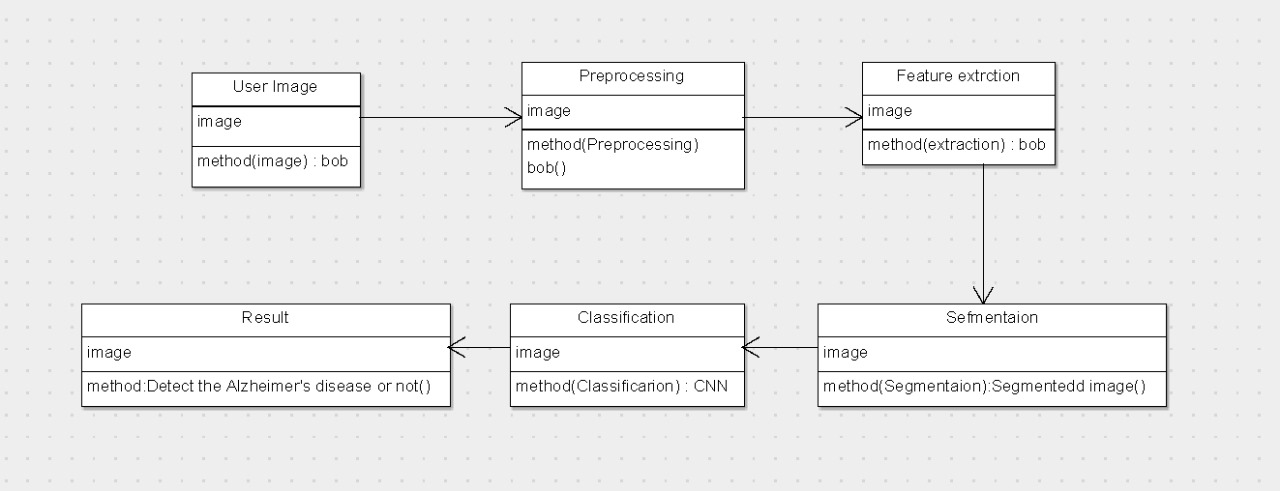 User Image
image
method(image) : bob
Preprocessing
image
method(Preprocessing)
bob()
Feature extrction
image
method(extraction) : bob
Sefmentaion
image
method(Segmentaion):Segmentedd image()
Classification
image
method(Classificarion) : CNN
Result
image
method:Detect the Alzheimer's disease or not()